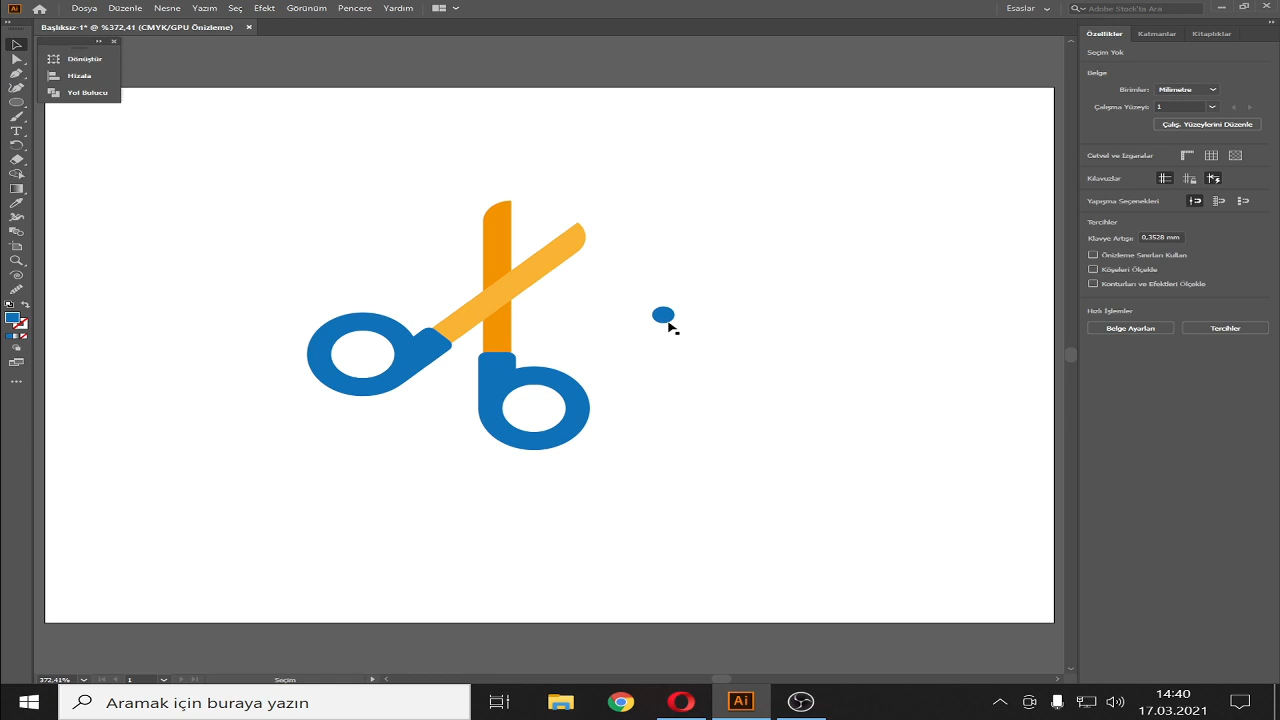 Ai Dosya Düzenle Nesne Yazım Seç Efekt Görünüm Pencere Yardım Esaslar Adobe Stock'ta Ara
Başlıksız-1* @ %372,41 (CMYK/GPU Önizleme)
Dönüştür
Hizala
Yol Bulucu
Özellikler Katmanlar Kitaplıklar
Seçim Yok
Belge
Birimler: Milimetre
Çalışma Yüzeyi: 1
Çalış. Yüzeylerini Düzenle
Cetvel ve Izgaralar
Kılavuzlar
Yapışma Seçenekleri
Tercihler
Klavye Artışı: 0,3528 mm
Önizleme Sınırları Kullan
Köşeleri Ölçekle
Konturları ve Efektleri Ölçekle
Hızlı İşlemler
Belge Ayarları Tercihler
372,41% 1 Seçim
Aramak için buraya yazın
Ai
14:40
17.03.2021